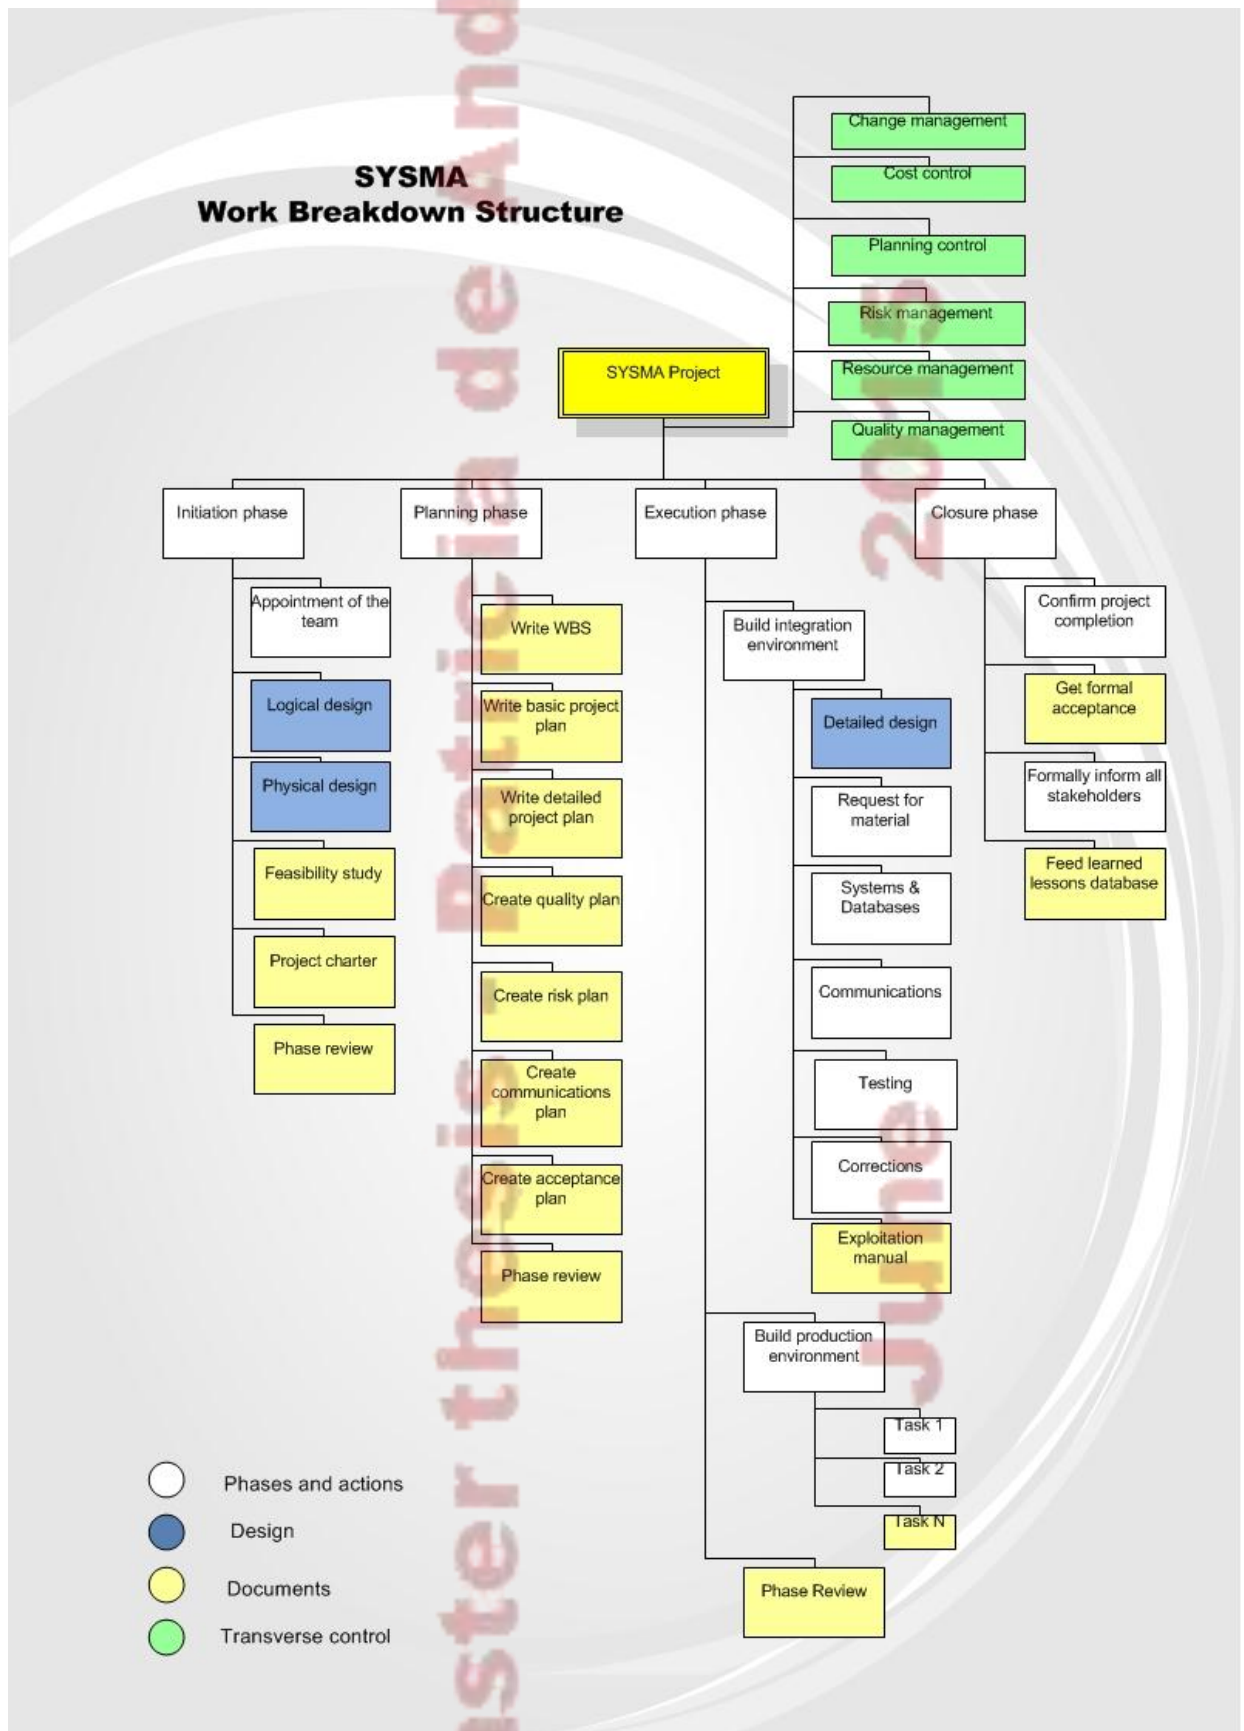 SYSMA
Work Breakdown Structure
Change management
Cost control
Planning control
Risk management
Resource management
Quality management
SYSMA Project
Initiation phase
Planning phase
Execution phase
Closure phase
Appointment of the
team
Logical design
Physical design
Feasibility study
Project charter
Phase review
Write WBS
Write basic project
plan
Write detailed
project plan
Create quality plan
Create risk plan
Create
communications
plan
Create acceptance
plan
Phase review
Build integration
environment
Detailed design
Request for
material
Systems &
Databases
Communications
Testing
Corrections
Exploitation
manual
Build production
environment
Task 1
Task 2
Task N
Phase Review
Confirm project
completion
Get formal
acceptance
Formally inform all
stakeholders
Feed learned
lessons database
Phases and actions
Design
Documents
Transverse control
thesis - Patricia de
June 2015